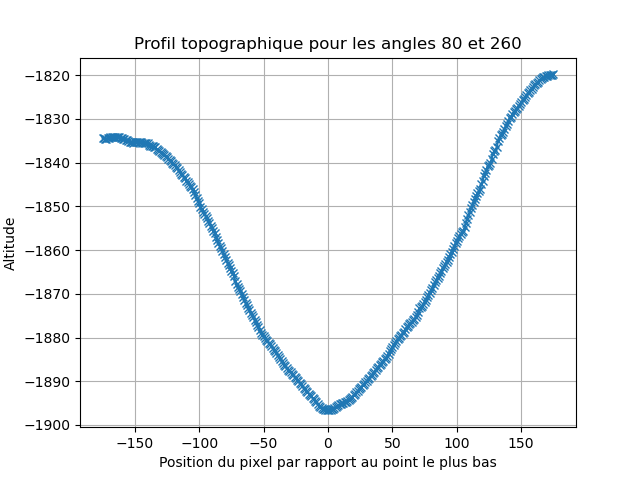 Profil topographique pour les angles 80 et 260
Altitude
−1820
−1830
−1840
−1850
−1860
−1870
−1880
−1890
−1900
−150 −100 −50 0 50 100 150
Position du pixel par rapport au point le plus bas